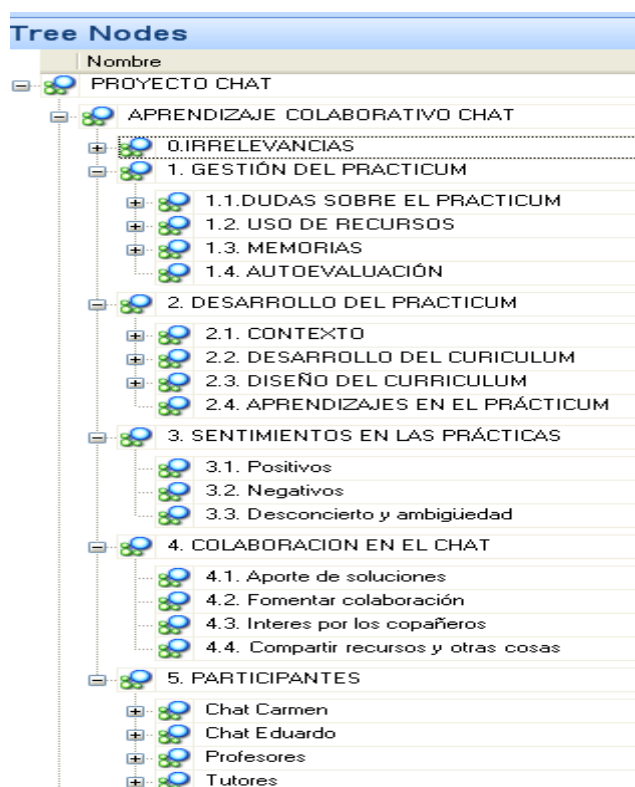 Tree Nodes
Nombre
PROYECTO CHAT
APRENDIZAJE COLABORATIVO CHAT
0.IRRELEVANCIAS
1. GESTIÓN DEL PRACTICUM
1.1.DUDAS SOBRE EL PRACTICUM
1.2. USO DE RECURSOS
1.3. MEMORIAS
1.4. AUTOEVALUACIÓN
2. DESARROLLO DEL PRACTICUM
2.1. CONTEXTO
2.2. DESARROLLO DEL CURICULUM
2.3. DISEÑO DEL CURRICULUM
2.4. APRENDIZAJES EN EL PRÁCTICUM
3. SENTIMIENTOS EN LAS PRÁCTICAS
3.1. Positivos
3.2. Negativos
3.3. Desconcierto y ambigüedad
4. COLABORACION EN EL CHAT
4.1. Aporte de soluciones
4.2. Fomentar colaboración
4.3. Interes por los copañeros
4.4. Compartir recursos y otras cosas
5. PARTICIPANTES
Chat Carmen
Chat Eduardo
Profesores
Tutores